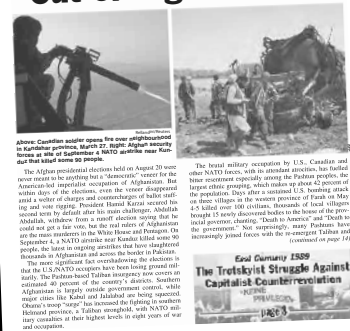 Reuters
Above: Canadian soldier opens fire over neighbourhood
in Kandahar province, March 27. Right: Afghan security
forces at site of September 4 NATO airstrike near Kun-
duz that killed some 90 people.
The Afghan presidential elections held on August 20 were
never meant to be anything but a "democratic" veneer for the
American-led imperialist occupation of Afghanistan. But
within days of the elections, even the veneer disappeared
amid a welter of charges and countercharges of ballot stuff-
ing and vote rigging. President Hamid Karzai secured his
second term by default after his main challenger, Abdullah
Abdullah, withdrew from a runoff election saying that he
could not get a fair vote, but the real rulers of Afghanistan
are the mass murderers in the White House and Pentagon. On
September 4, a NATO airstrike near Kunduz killed some 90
people, the latest in ongoing airstrikes that have slaughtered
thousands in Afghanistan and across the border in Pakistan.
The more significant fact overshadowing the elections is
that the U.S./NATO occupiers have been losing ground mil-
itarily. The Pashtun-based Taliban insurgency now covers an
estimated 40 percent of the country's districts. Southern
Afghanistan is largely outside government control, while
major cities like Kabul and Jalalabad are being squeezed.
Obama's troop "surge" has increased the fighting in southern
Helmand province, a Taliban stronghold, with NATO mil-
itary casualties at their highest levels in eight years of war
and occupation.
The brutal military occupation by U.S., Canadian and
other NATO forces, with its attendant atrocities, has fuelled
bitter resentment especially among the Pashtun peoples, the
largest ethnic grouping, which makes up about 42 percent of
the population. Days after a sustained U.S. bombing attack
on three villages in the western province of Farah on May
4-5 killed over 100 civilians, thousands of local villagers
brought 15 newly discovered bodies to the house of the prov-
incial governor, chanting, "Death to America" and "Death to
the government." Not surprisingly, many Pashtuns have
increasingly joined forces with the re-emergent Taliban and
(continued on page 14)
East Germany 1989
The Trotskyist Struggle Against
Capitalist Counterrevolution